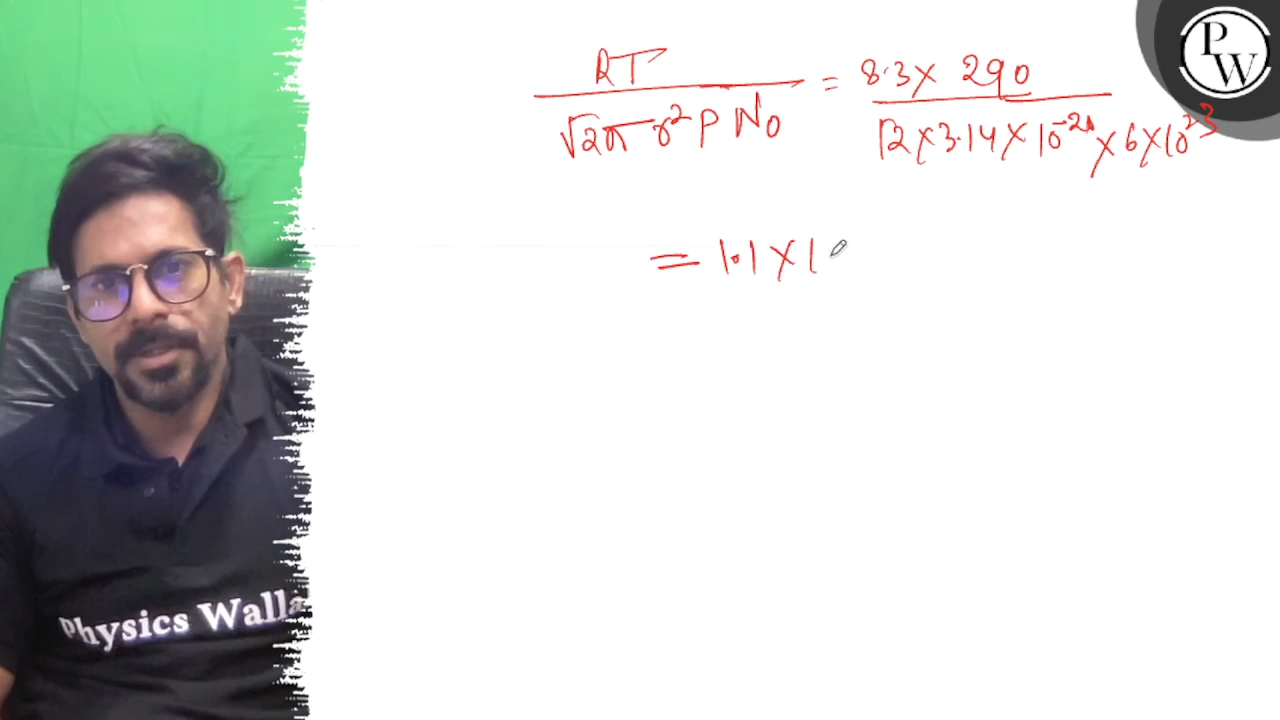 PW
RT / √2π r² P N₀ = 8.3 × 290 / √2 × 3.14 × 10⁻²⁰ × 6 × 10²³
= 1.1 × 1
Physics Walla